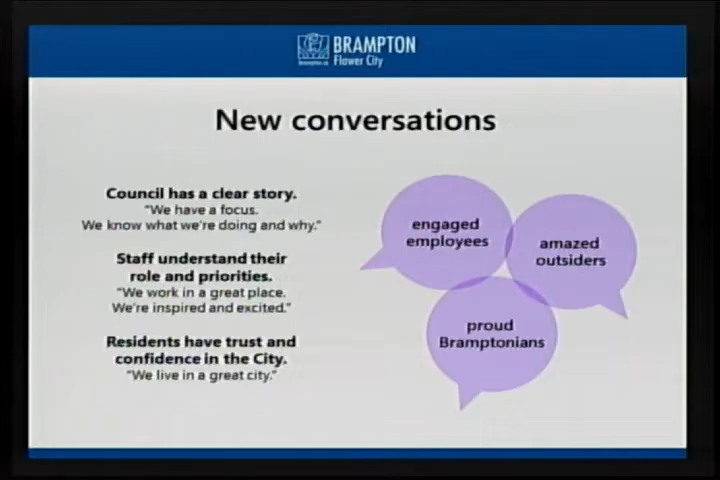 BRAMPTON
Flower City
New conversations
Council has a clear story.
"We have a focus.
We know what we're doing and why."
Staff understand their
role and priorities.
"We work in a great place.
We're inspired and excited."
Residents have trust and
confidence in the City.
"We live in a great city."
engaged
employees
amazed
outsiders
proud
Bramptonians